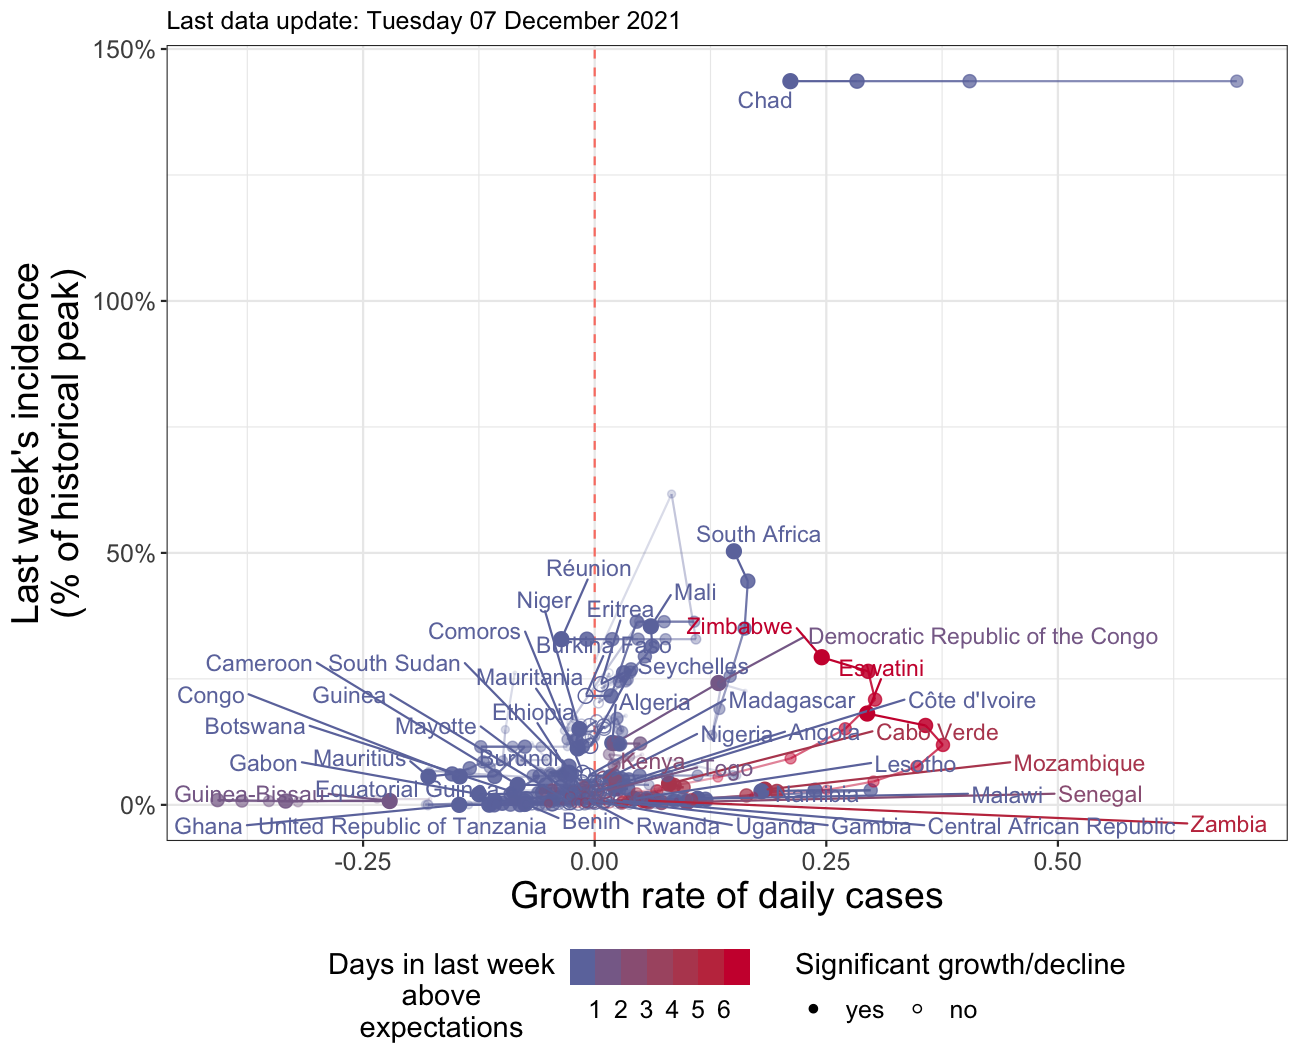 Last data update: Tuesday 07 December 2021
Last week's incidence
(% of historical peak)
150%
100%
50%
0%
Chad
South Africa
Réunion
Niger
Eritrea
Mali
Comoros
Burkina Faso
Zimbabwe
Democratic Republic of the Congo
Cameroon
South Sudan
Mauritania
Seychelles
Eswatini
Congo
Guinea
Ethiopia
Algeria
Madagascar
Côte d'Ivoire
Botswana
Mayotte
Nigeria
Angola
Cabo Verde
Gabon
Mauritius
Burundi
Kenya
Togo
Lesotho
Mozambique
Guinea-Bissau
Equatorial Guinea
Namibia
Malawi
Senegal
Ghana
United Republic of Tanzania
Benin
Rwanda
Uganda
Gambia
Central African Republic
Zambia
-0.25
0.00
0.25
0.50
Growth rate of daily cases
Days in last week
above
expectations
1 2 3 4 5 6
Significant growth/decline
yes
no